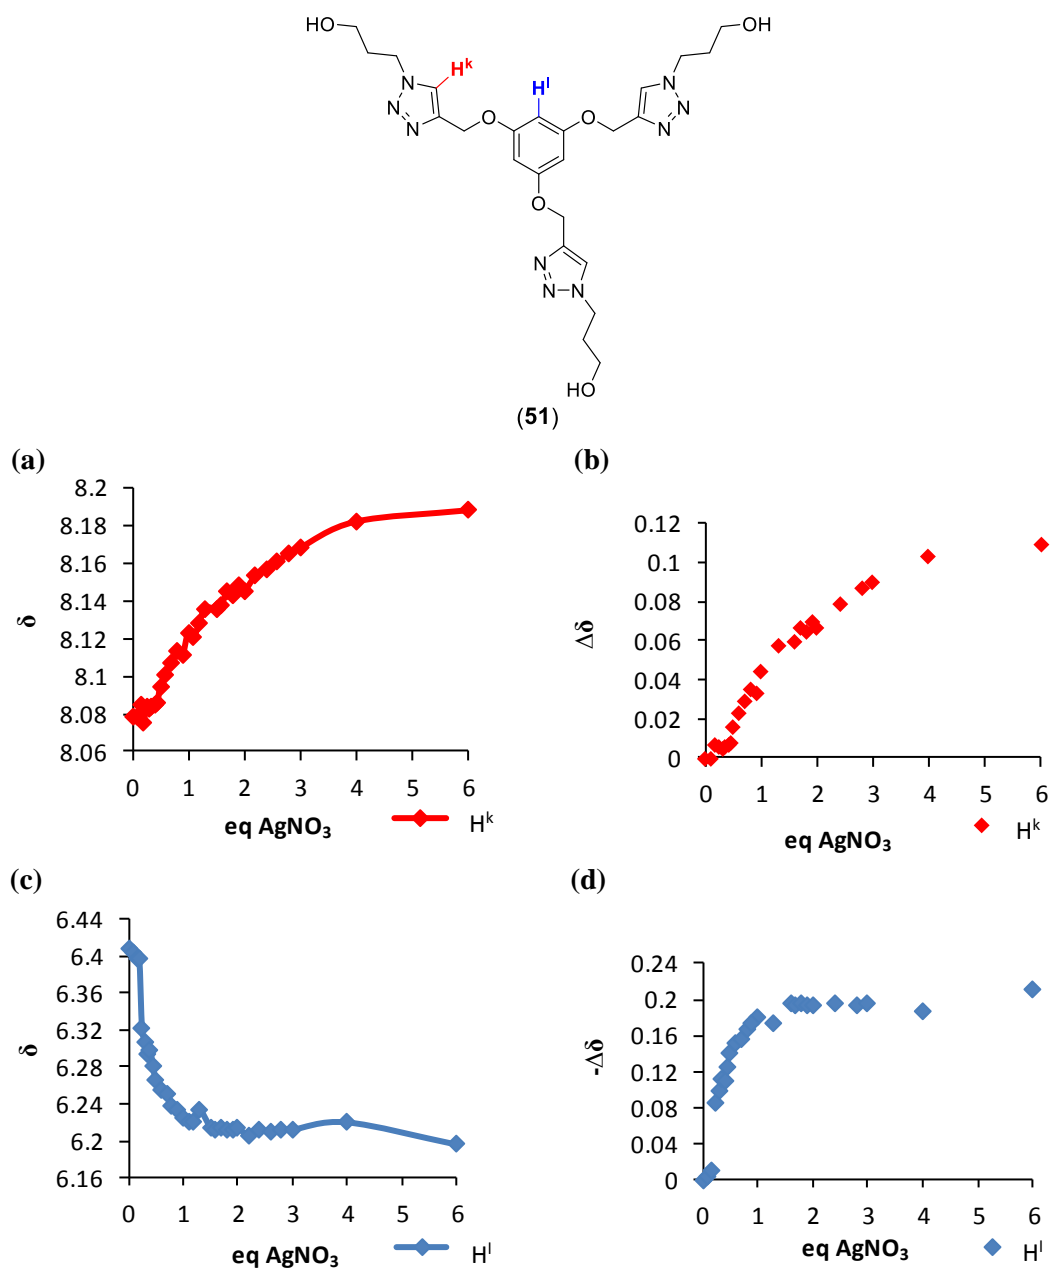 HO
OH
H^k
H^l
N
N
N
N
N
N
O
O
O
N
N
N
HO
(51)
(a)
(b)
8.2
8.18
8.16
8.14
8.12
8.1
8.08
8.06
δ
0 1 2 3 4 5 6
eq AgNO₃
H^k
0.12
0.1
0.08
0.06
0.04
0.02
0
Δδ
0 1 2 3 4 5 6
eq AgNO₃
H^k
(c)
(d)
6.44
6.4
6.36
6.32
6.28
6.24
6.2
6.16
δ
0 1 2 3 4 5 6
eq AgNO₃
H^l
0.24
0.2
0.16
0.12
0.08
0.04
0
-Δδ
0 1 2 3 4 5 6
eq AgNO₃
H^l